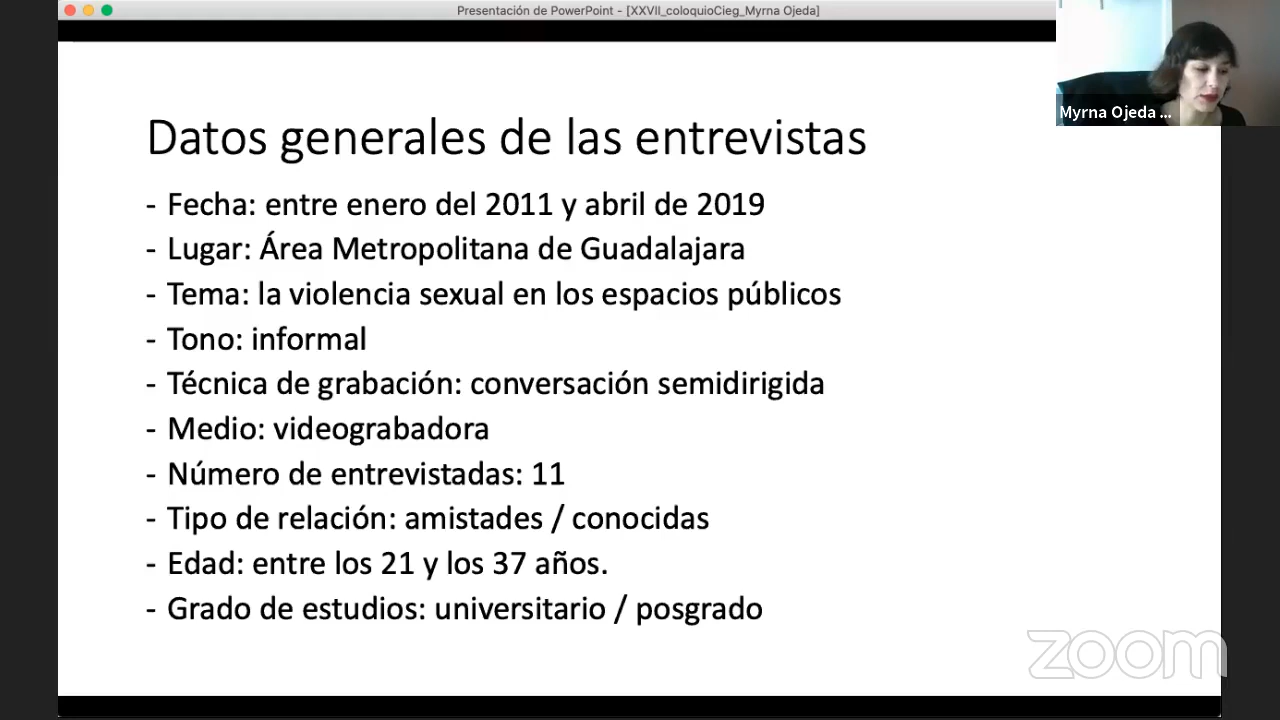 Presentación de PowerPoint - [XXVII_coloquioCieg_Myrna Ojeda]
Myrna Ojeda ...
Datos generales de las entrevistas
- Fecha: entre enero del 2011 y abril de 2019
- Lugar: Área Metropolitana de Guadalajara
- Tema: la violencia sexual en los espacios públicos
- Tono: informal
- Técnica de grabación: conversación semidirigida
- Medio: videograbadora
- Número de entrevistadas: 11
- Tipo de relación: amistades / conocidas
- Edad: entre los 21 y los 37 años.
- Grado de estudios: universitario / posgrado
zoom